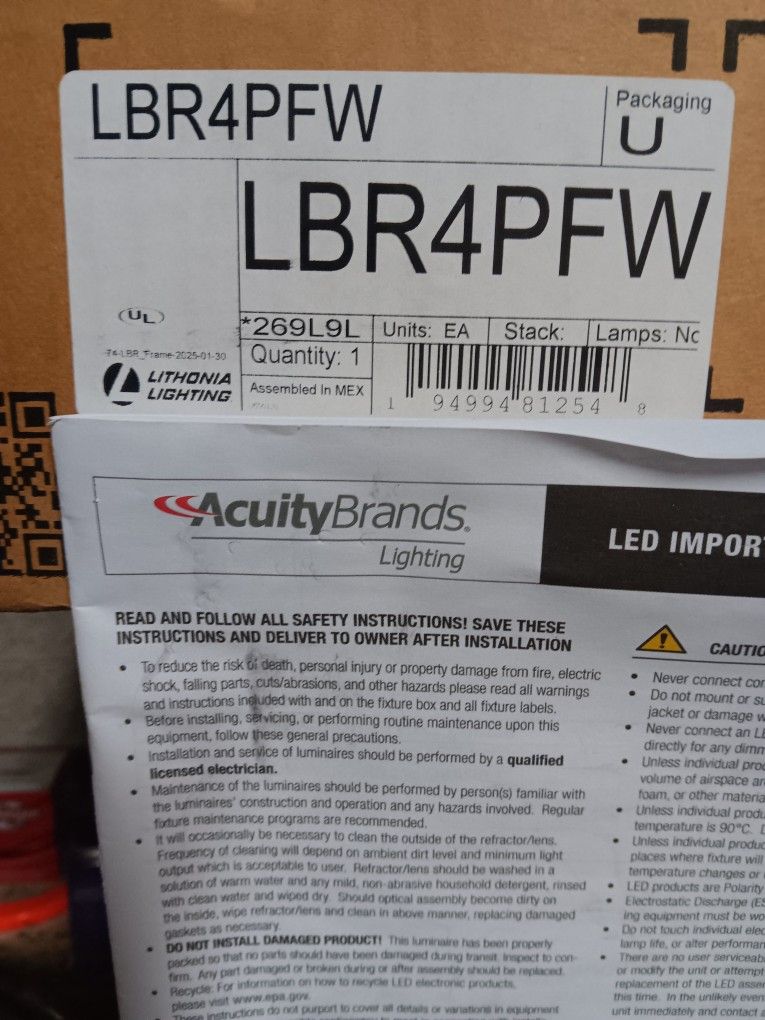 LBR4PFW
Packaging
U
LBR4PFW
UL
*269L9L
Units: EA
Stack:
Lamps: Nc
Quantity: 1
74-LBR_Frame-2025-01-30
LITHONIA
LIGHTING
Assembled In MEX
1 94994 81254 8
AcuityBrands.
Lighting
LED IMPOR
READ AND FOLLOW ALL SAFETY INSTRUCTIONS! SAVE THESE
INSTRUCTIONS AND DELIVER TO OWNER AFTER INSTALLATION
• To reduce the risk of death, personal injury or property damage from fire, electric
shock, falling parts, cuts/abrasions, and other hazards please read all warnings
and instructions included with and on the fixture box and all fixture labels.
• Before installing, servicing, or performing routine maintenance upon this
equipment, follow these general precautions.
• Installation and service of luminaires should be performed by a qualified
licensed electrician.
• Maintenance of the luminaires should be performed by person(s) familiar with
the luminaires' construction and operation and any hazards involved. Regular
fixture maintenance programs are recommended.
• It will occasionally be necessary to clean the outside of the refractor/lens.
Frequency of cleaning will depend on ambient dirt level and minimum light
output which is acceptable to user. Refractor/lens should be washed in a
solution of warm water and any mild, non-abrasive household detergent, rinsed
with clean water and wiped dry. Should optical assembly become dirty on
the inside, wipe refractor/lens and clean in above manner, replacing damaged
gaskets as necessary.
• DO NOT INSTALL DAMAGED PRODUCT! This luminaire has been properly
packed so that no parts should have been damaged during transit. Inspect to con-
firm. Any part damaged or broken during or after assembly should be replaced.
• Recycle: For information on how to recycle LED electronic products,
please visit www.epa.gov.
• These instructions do not purport to cover all details or variations in equipment
CAUTIO
• Never connect cor
• Do not mount or su
jacket or damage w
• Never connect an LE
directly for any dimm
• Unless individual prod
volume of airspace an
foam, or other materia
• Unless individual produ
temperature is 90°C.
• Unless individual produc
places where fixture will
temperature changes or
• LED products are Polarity
• Electrostatic Discharge (ES
ing equipment must be wo
• Do not touch individual elec
lamp life, or alter performan
• There are no user serviceab
or modify the unit or attempt
replacement of the LED asse
this time. In the unlikely even
unit immediately and contact a